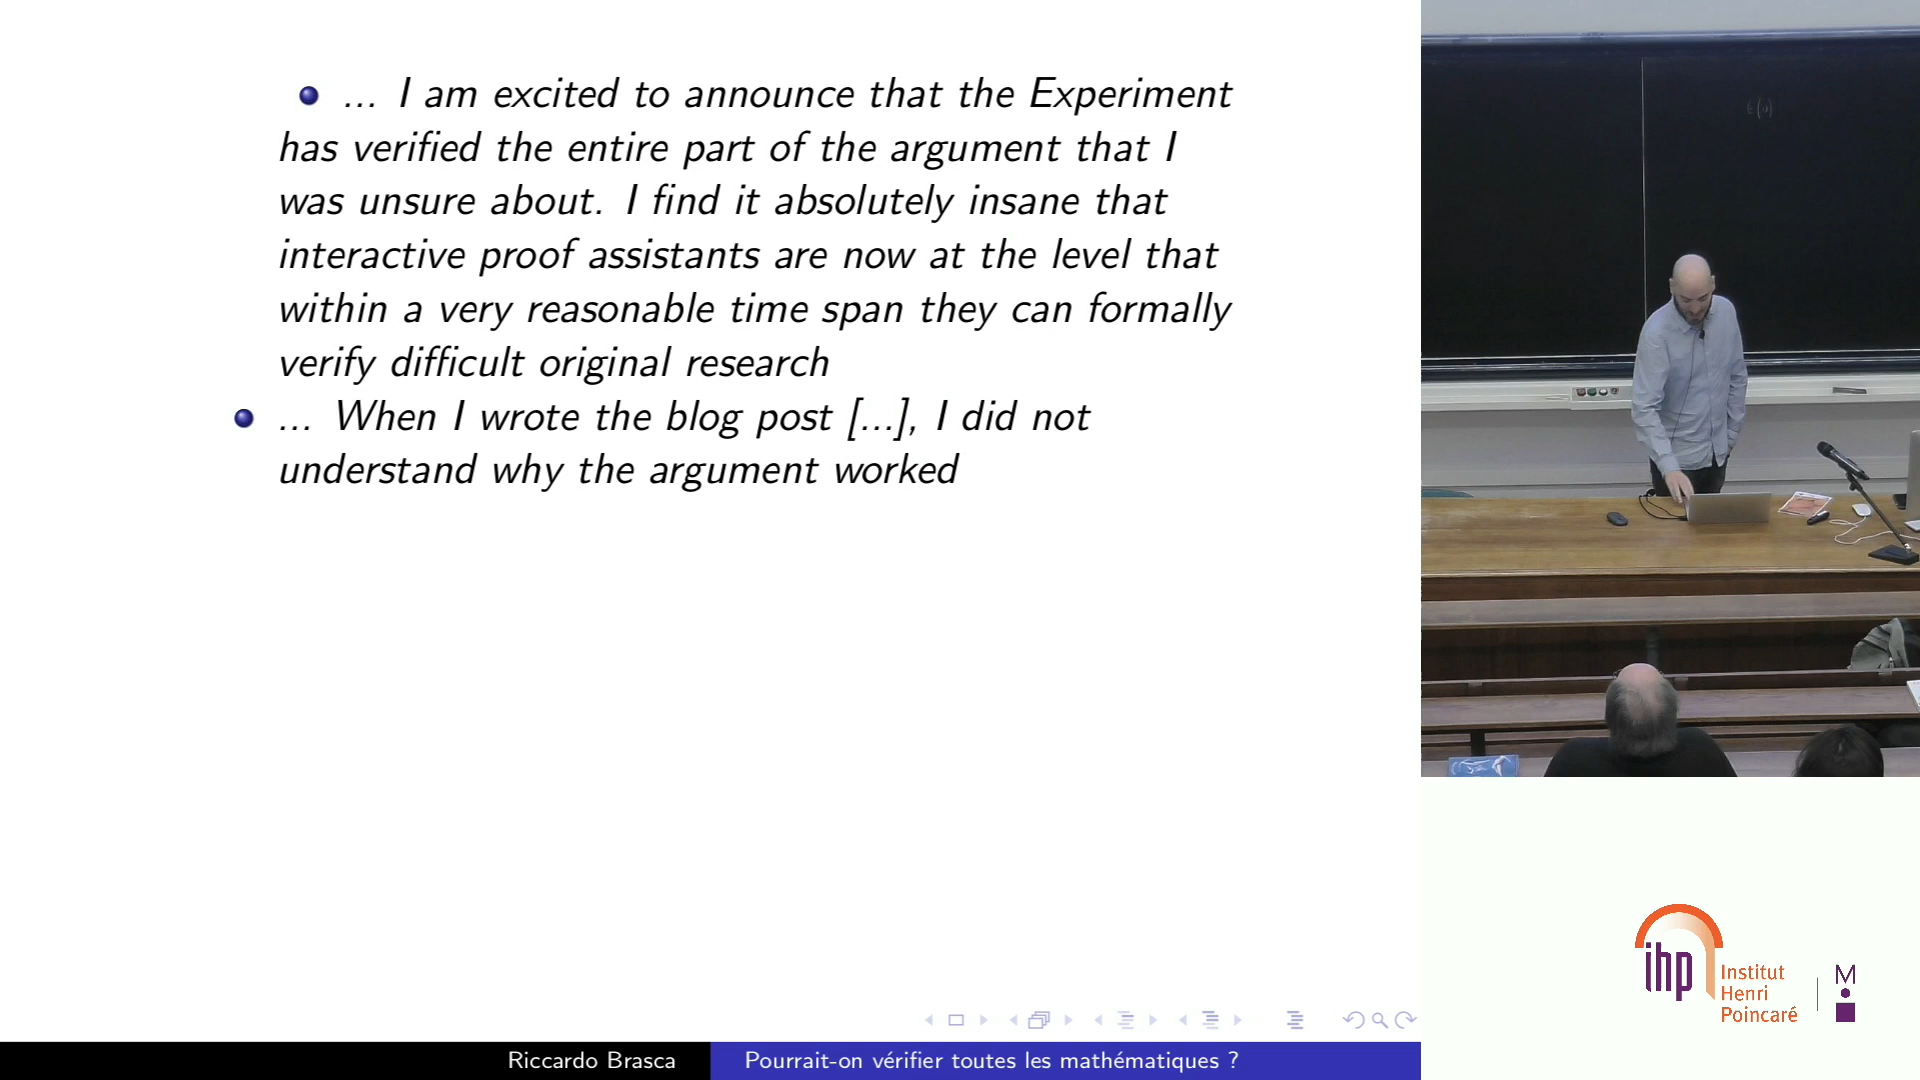 ... I am excited to announce that the Experiment
has verified the entire part of the argument that I
was unsure about. I find it absolutely insane that
interactive proof assistants are now at the level that
within a very reasonable time span they can formally
verify difficult original research
... When I wrote the blog post [...], I did not
understand why the argument worked
Riccardo Brasca
Pourrait-on vérifier toutes les mathématiques ?
ihp
Institut
Henri
Poincaré
M